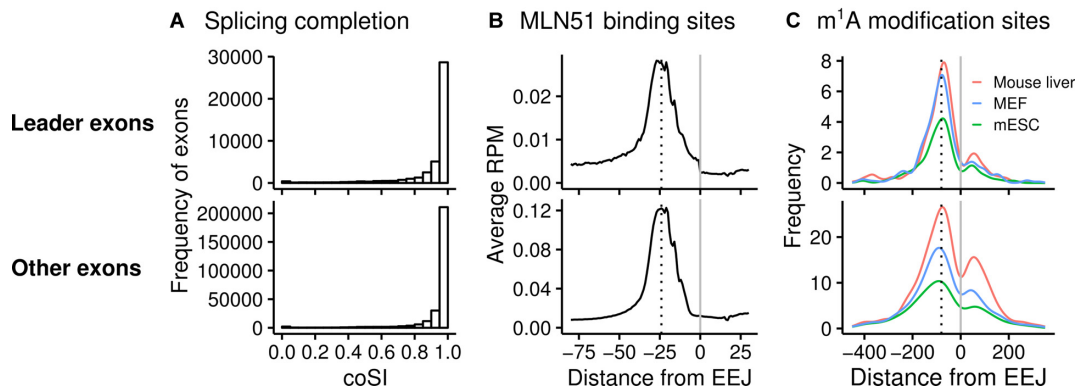 A Splicing completion
B MLN51 binding sites
C m¹A modification sites
Leader exons
Other exons
Frequency of exons
30000
20000
10000
0
200000
150000
100000
50000
0
0.0 0.2 0.4 0.6 0.8 1.0
coSI
Average RPM
0.02
0.01
0.00
0.12
0.08
0.04
0.00
−75 −50 −25 0 25
Distance from EEJ
Frequency
8
6
4
2
0
Mouse liver
MEF
mESC
20
10
0
−400 −200 0 200
Distance from EEJ